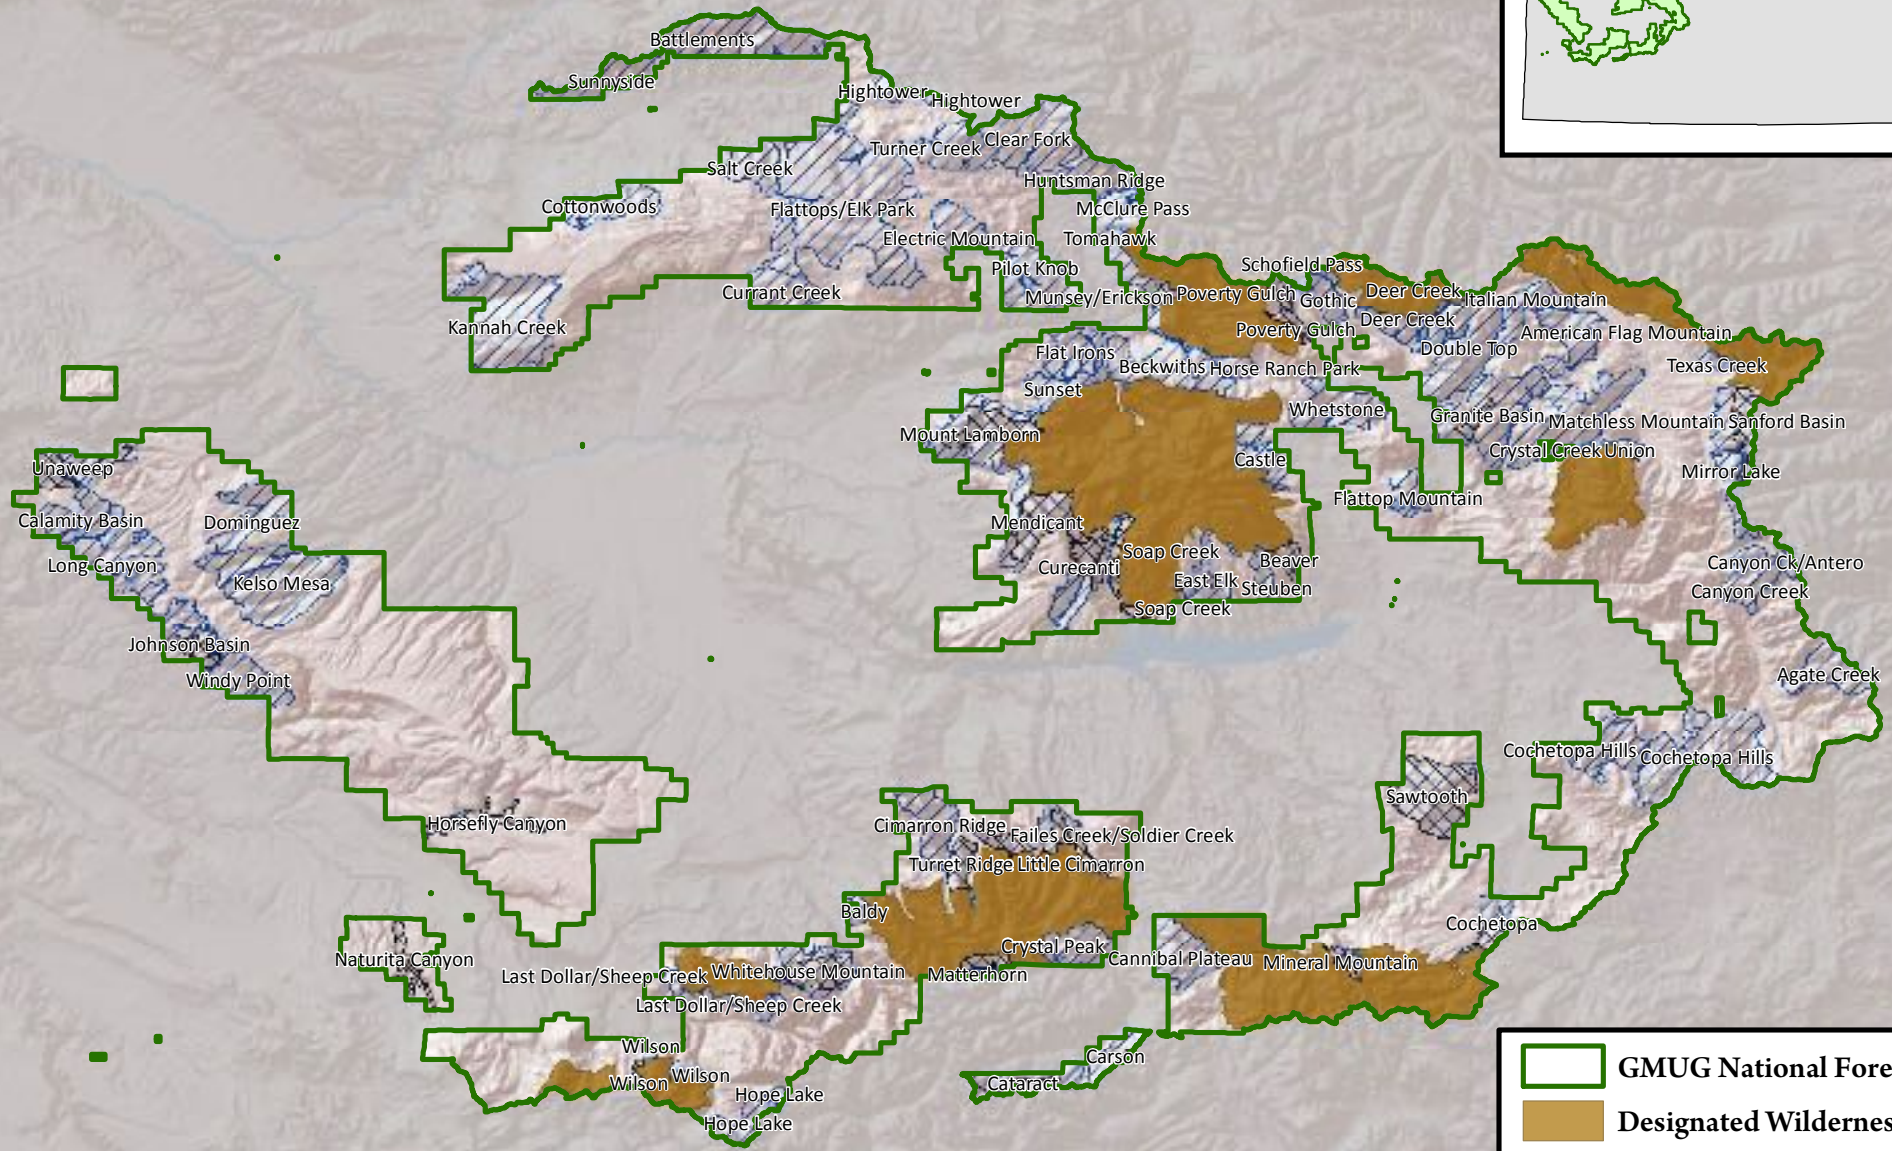 Battlements
Sunnyside
Hightower
Hightower
Turner Creek
Clear Fork
Salt Creek
Huntsman Ridge
Cottonwoods
Flattops/Elk Park
McClure Pass
Electric Mountain
Tomahawk
Pilot Knob
Schofield Pass
Currant Creek
Munsey/Erickson
Poverty Gulch
Gothic
Deer Creek
Italian Mountain
Kannah Creek
Poverty Gulch
Deer Creek
American Flag Mountain
Flat Irons
Double Top
Beckwiths
Horse Ranch Park
Texas Creek
Sunset
Whetstone
Granite Basin
Matchless Mountain
Sanford Basin
Mount Lamborn
Crystal Creek
Union
Unaweep
Castle
Mirror Lake
Flattop Mountain
Calamity Basin
Dominguez
Mendicant
Long Canyon
Soap Creek
Beaver
Canyon Ck/Antero
Kelso Mesa
Curecanti
East Elk
Steuben
Canyon Creek
Soap Creek
Johnson Basin
Windy Point
Agate Creek
Cochetopa Hills
Cochetopa Hills
Sawtooth
Horsefly Canyon
Cimarron Ridge
Failes Creek/Soldier Creek
Turret Ridge
Little Cimarron
Baldy
Cochetopa
Naturita Canyon
Crystal Peak
Cannibal Plateau
Mineral Mountain
Last Dollar/Sheep Creek
Whitehouse Mountain
Matterhorn
Last Dollar/Sheep Creek
Wilson
Carson
Wilson
Wilson
Cataract
Hope Lake
Hope Lake
GMUG National Fore
Designated Wildernes